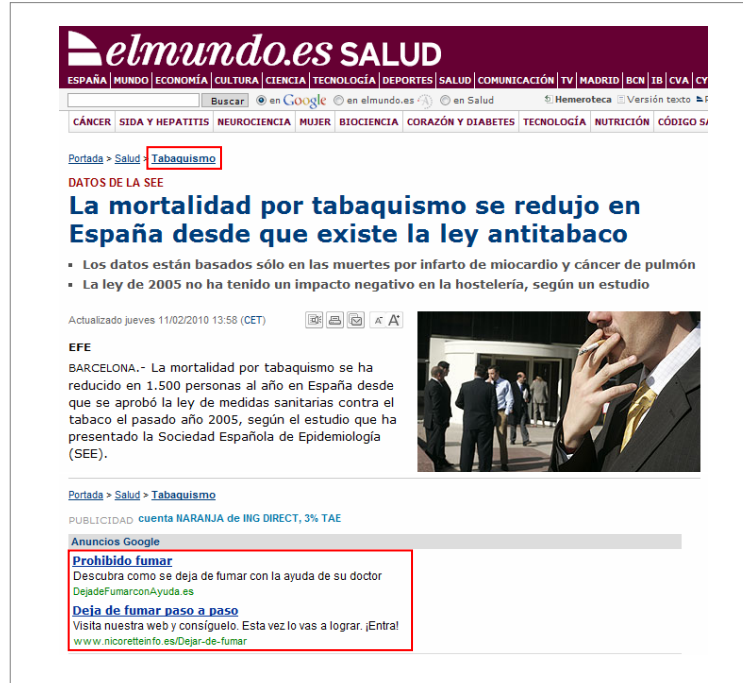 elmundo.es SALUD
ESPAÑA MUNDO ECONOMÍA CULTURA CIENCIA TECNOLOGÍA DEPORTES SALUD COMUNICACIÓN TV MADRID BCN IB CVA CY
Buscar en Google en elmundo.es en Salud Hemeroteca Versión texto
CÁNCER SIDA Y HEPATITIS NEUROCIENCIA MUJER BIOCIENCIA CORAZÓN Y DIABETES TECNOLOGÍA NUTRICIÓN CÓDIGO
Portada > Salud > Tabaquismo
DATOS DE LA SEE
La mortalidad por tabaquismo se redujo en
España desde que existe la ley antitabaco
▪ Los datos están basados sólo en las muertes por infarto de miocardio y cáncer de pulmón
▪ La ley de 2005 no ha tenido un impacto negativo en la hostelería, según un estudio
Actualizado jueves 11/02/2010 13:58 (CET) A A
EFE
BARCELONA.- La mortalidad por tabaquismo se ha
reducido en 1.500 personas al año en España desde
que se aprobó la ley de medidas sanitarias contra el
tabaco el pasado año 2005, según el estudio que ha
presentado la Sociedad Española de Epidemiología
(SEE).
Portada > Salud > Tabaquismo
PUBLICIDAD cuenta NARANJA de ING DIRECT, 3% TAE
Anuncios Google
Prohibido fumar
Descubra como se deja de fumar con la ayuda de su doctor
DejadeFumarconAyuda.es
Deja de fumar paso a paso
Visita nuestra web y consíguelo. Esta vez lo vas a lograr. ¡Entra!
www.nicoretteinfo.es/Dejar-de-fumar